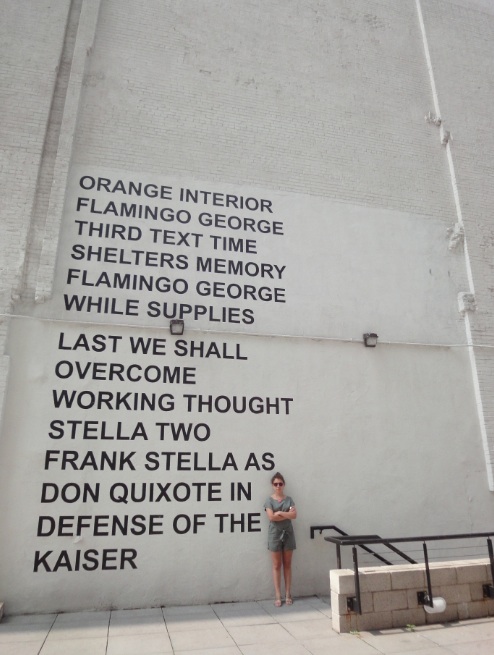 ORANGE INTERIOR
FLAMINGO GEORGE
THIRD TEXT TIME
SHELTERS MEMORY
FLAMINGO GEORGE
WHILE SUPPLIES
LAST WE SHALL
OVERCOME
WORKING THOUGHT
STELLA TWO
FRANK STELLA AS
DON QUIXOTE IN
DEFENSE OF THE
KAISER